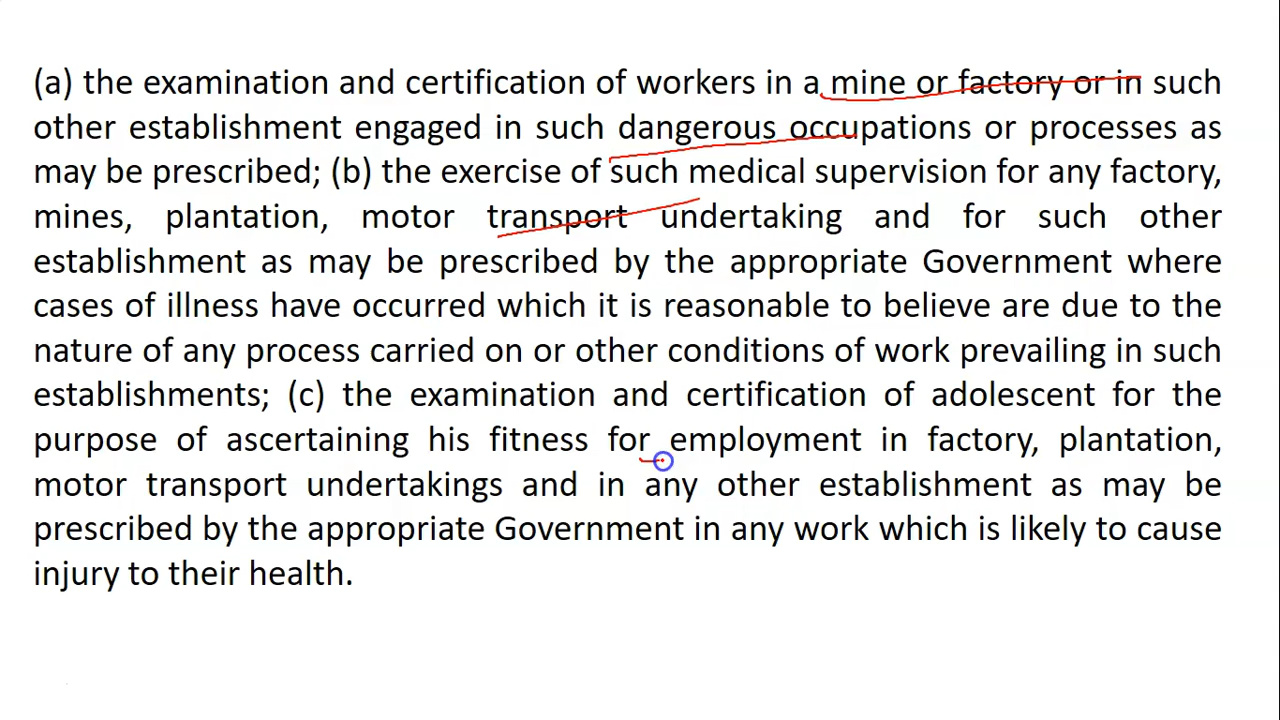 (a) the examination and certification of workers in a mine or factory or in such
other establishment engaged in such dangerous occupations or processes as
may be prescribed; (b) the exercise of such medical supervision for any factory,
mines, plantation, motor transport undertaking and for such other
establishment as may be prescribed by the appropriate Government where
cases of illness have occurred which it is reasonable to believe are due to the
nature of any process carried on or other conditions of work prevailing in such
establishments; (c) the examination and certification of adolescent for the
purpose of ascertaining his fitness for employment in factory, plantation,
motor transport undertakings and in any other establishment as may be
prescribed by the appropriate Government in any work which is likely to cause
injury to their health.